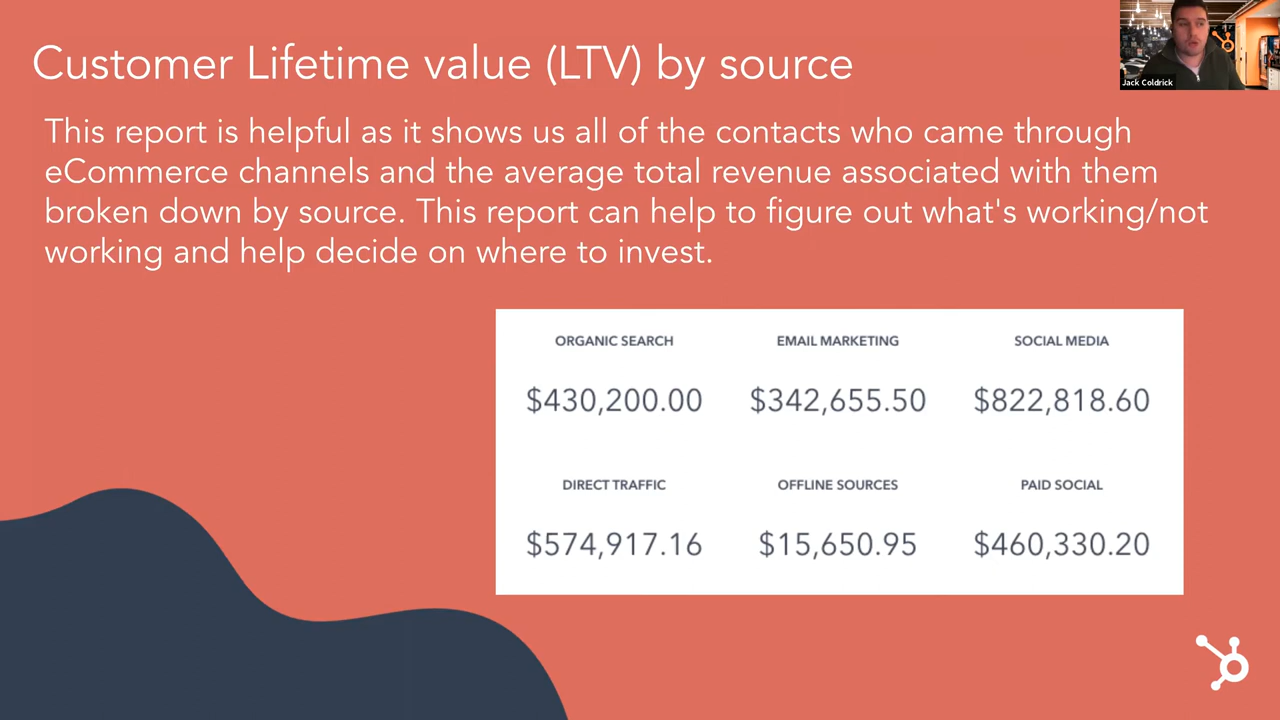 Customer Lifetime value (LTV) by source
Jack Coldrick
This report is helpful as it shows us all of the contacts who came through
eCommerce channels and the average total revenue associated with them
broken down by source. This report can help to figure out what's working/not
working and help decide on where to invest.
ORGANIC SEARCH EMAIL MARKETING SOCIAL MEDIA
$430,200.00 $342,655.50 $822,818.60
DIRECT TRAFFIC OFFLINE SOURCES PAID SOCIAL
$574,917.16 $15,650.95 $460,330.20